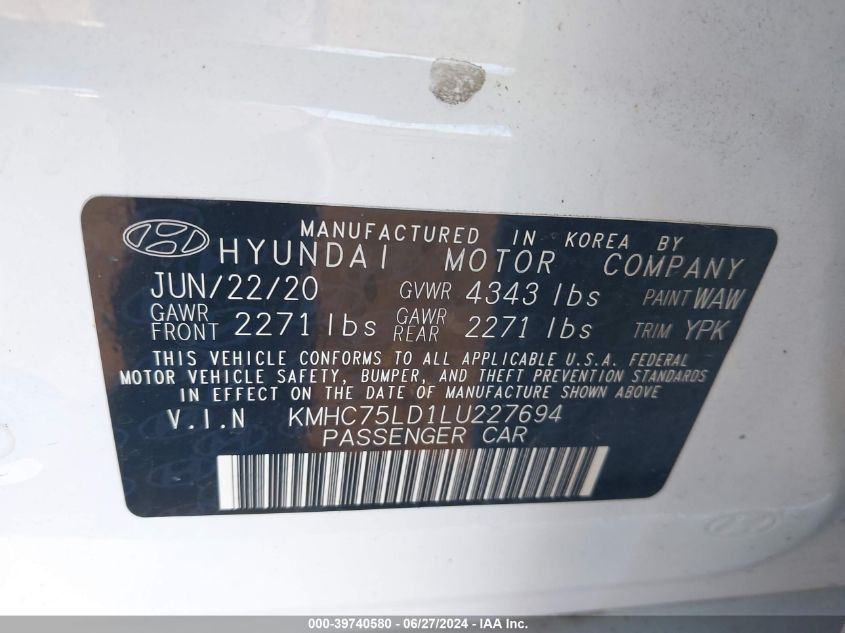 MANUFACTURED IN KOREA BY
HYUNDAI MOTOR COMPANY
JUN/22/20 GVWR 4343 lbs PAINT WAW
GAWR FRONT 2271 lbs GAWR REAR 2271 lbs TRIM YPK
THIS VEHICLE CONFORMS TO ALL APPLICABLE U.S.A. FEDERAL
MOTOR VEHICLE SAFETY, BUMPER, AND THEFT PREVENTION STANDARDS
IN EFFECT ON THE DATE OF MANUFACTURE SHOWN ABOVE
V.I.N KMHC75LD1LU227694
PASSENGER CAR
000-39740580 - 06/27/2024 - IAA Inc.